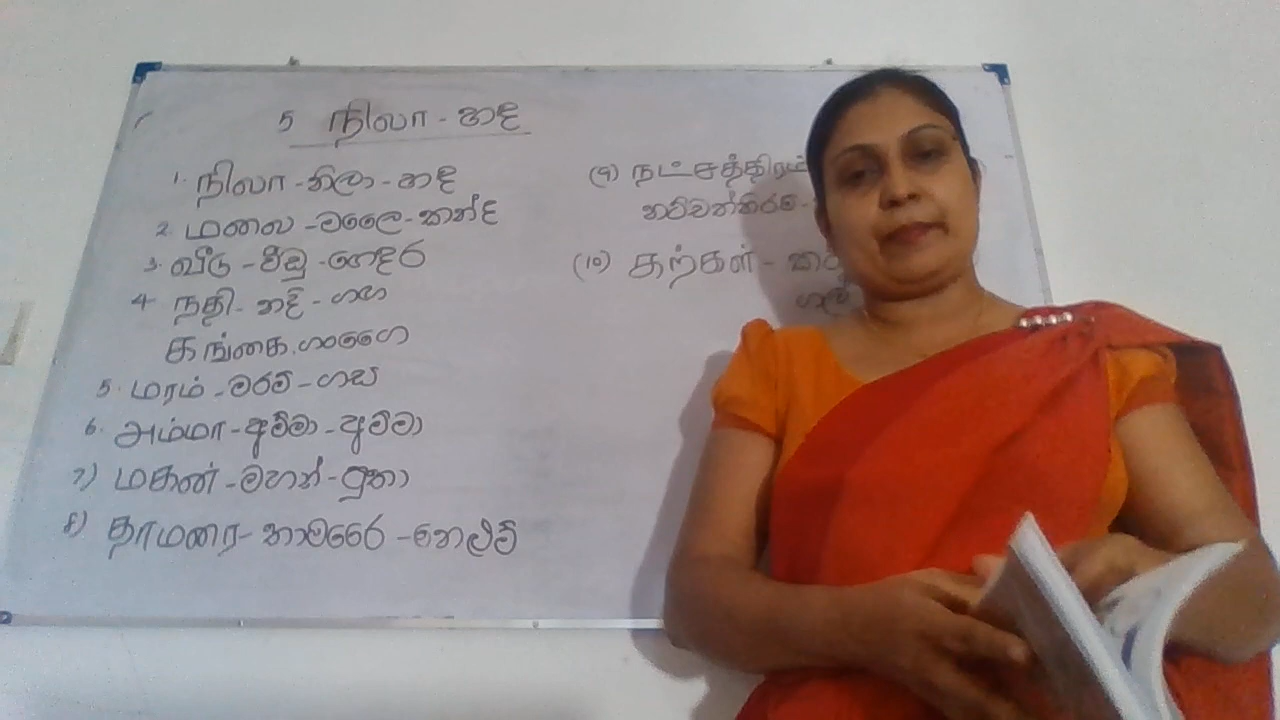 5 நிலா - හඳ
1. நிலா - නිලා - හඳ
2. மலை - මලෛ - කන්ද
3. வீடு - වීඩු - ගෙදර
4 நதி - නදි - ගඟ
கங்கை. ගංගෛ
5. மரம் - මරම් - ගස
6. அம்மா - අම්මා - අම්මා
7) மகன் - මහන් - පුතා
8) தாமரை - තාමරෛ - නෙළුම්
(9) நட்சத்திரம்
නට්චත්තිරම් -
(10) கற்கள் -